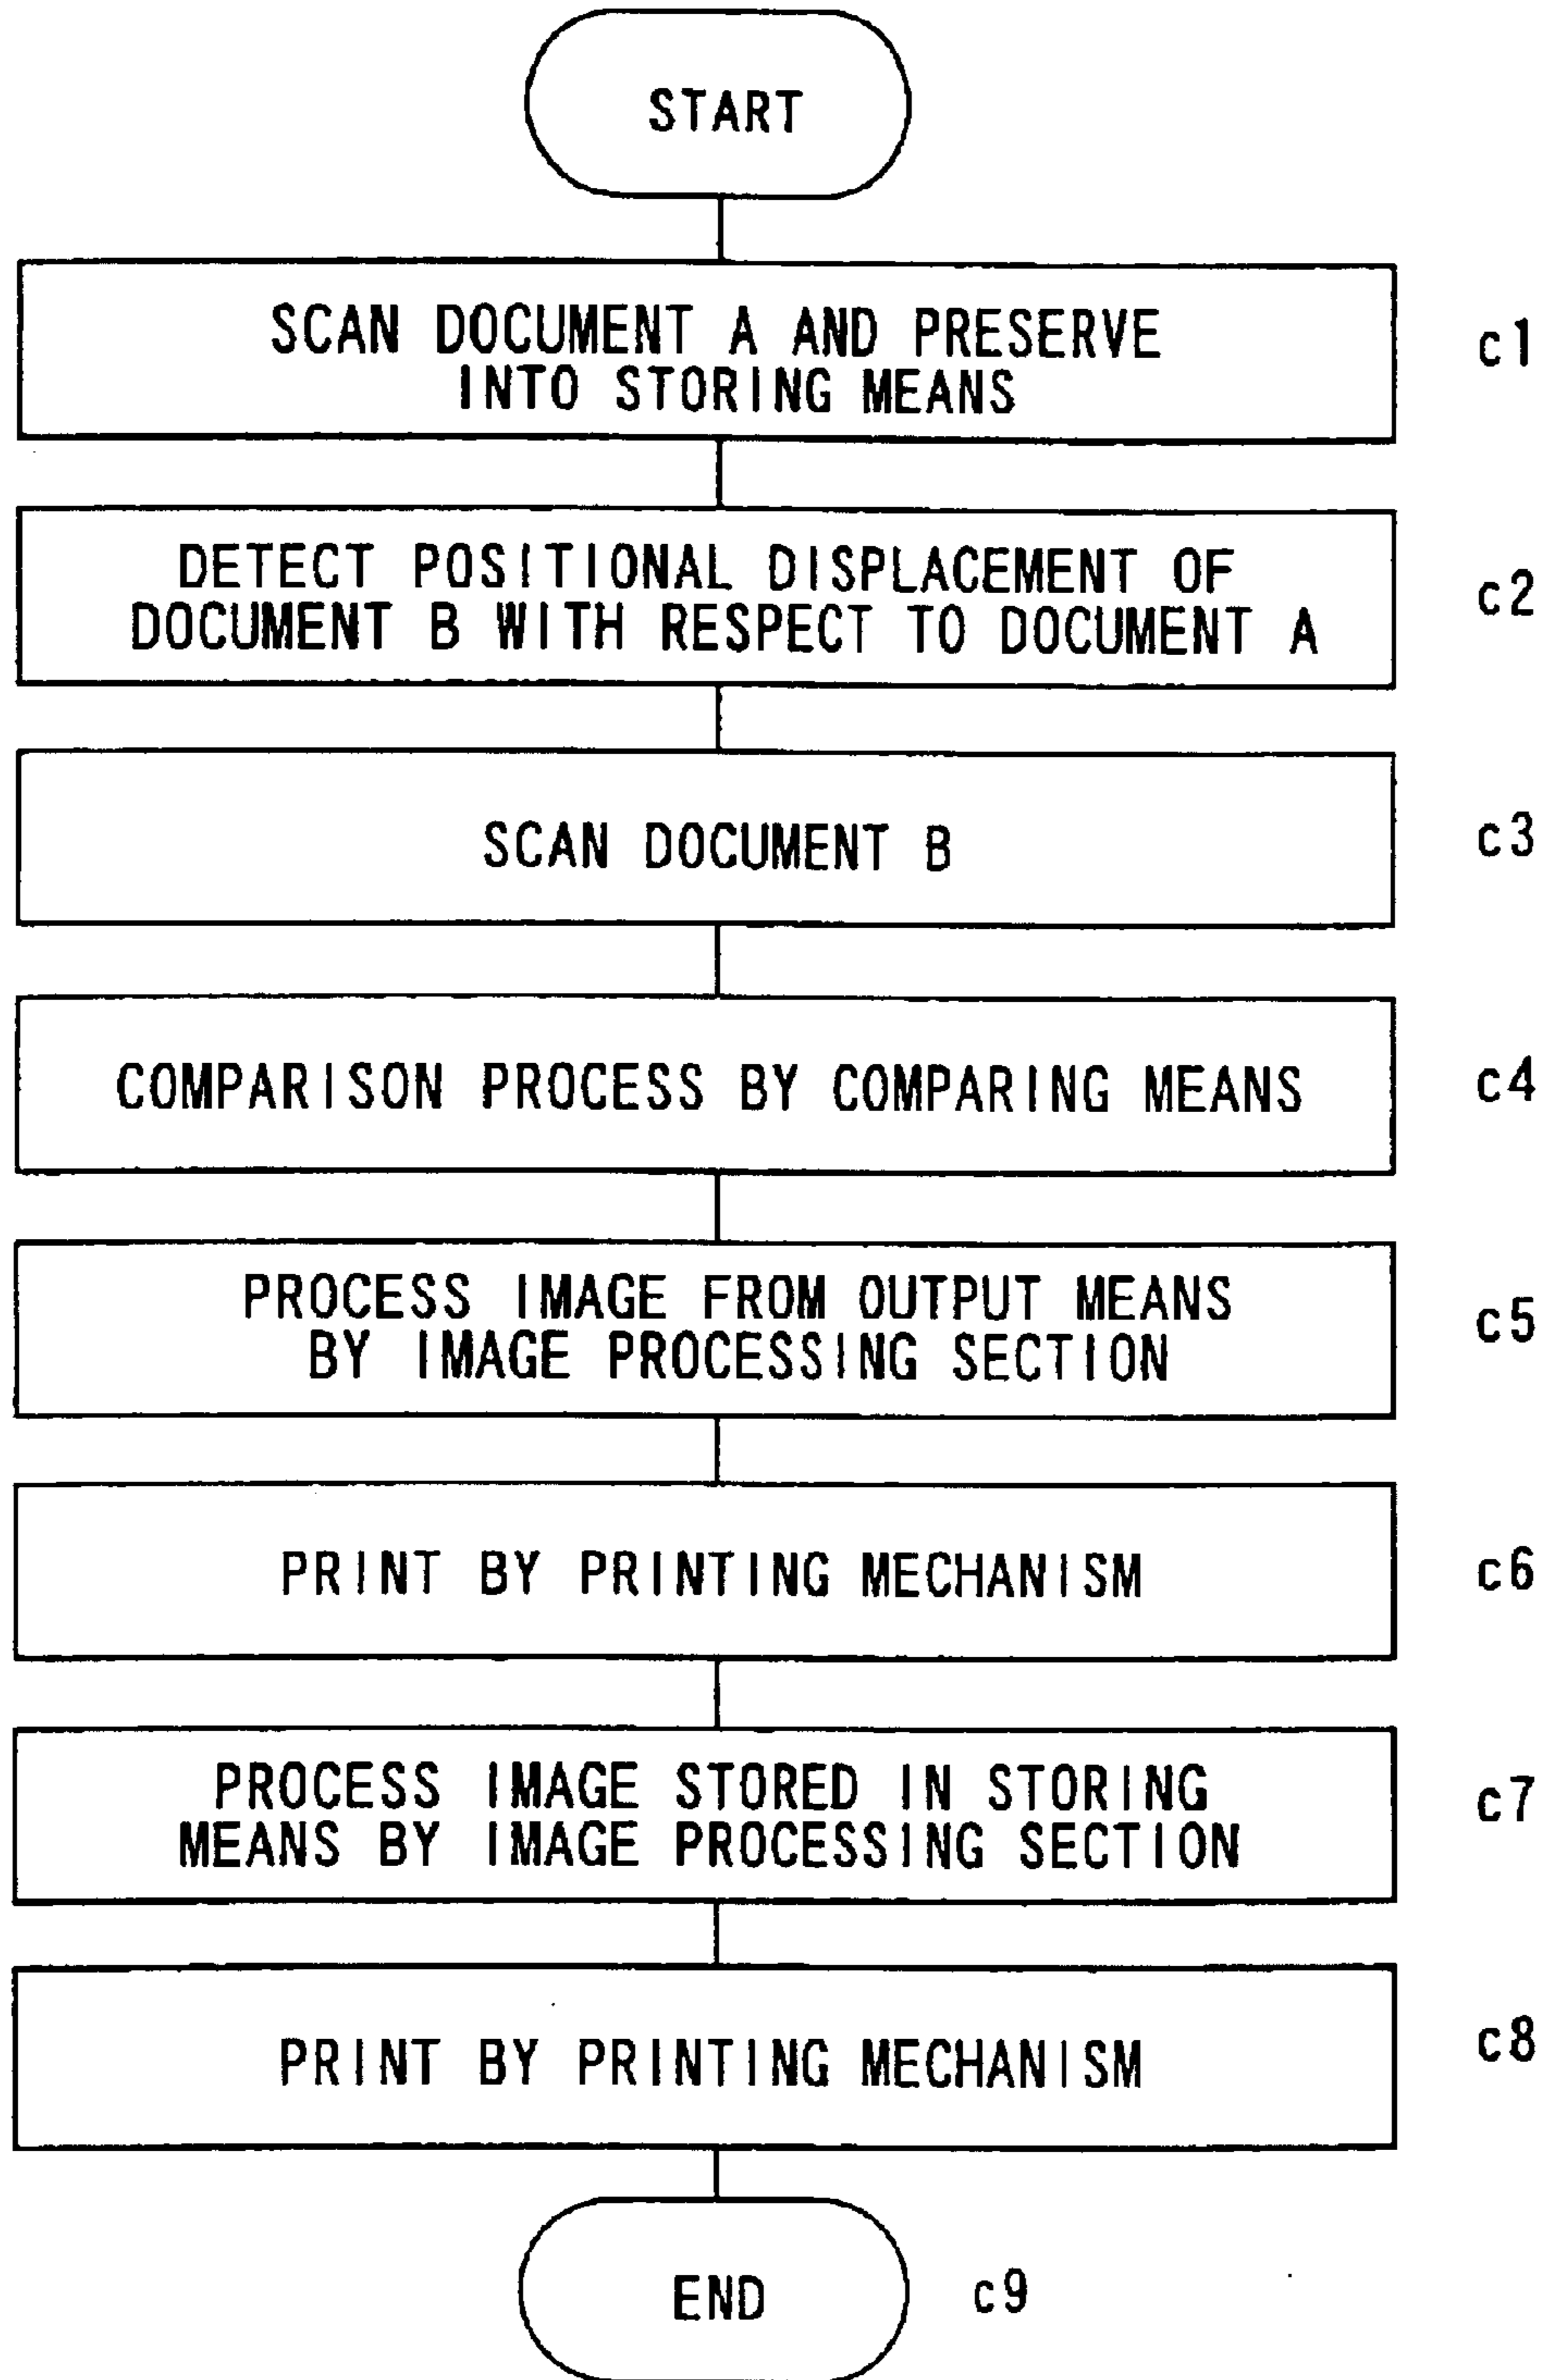 START
SCAN DOCUMENT A AND PRESERVE
INTO STORING MEANS
c1
DETECT POSITIONAL DISPLACEMENT OF
DOCUMENT B WITH RESPECT TO DOCUMENT A
c2
SCAN DOCUMENT B
c3
COMPARISON PROCESS BY COMPARING MEANS
c4
PROCESS IMAGE FROM OUTPUT MEANS
BY IMAGE PROCESSING SECTION
c5
PRINT BY PRINTING MECHANISM
c6
PROCESS IMAGE STORED IN STORING
MEANS BY IMAGE PROCESSING SECTION
c7
PRINT BY PRINTING MECHANISM
c8
END
c9